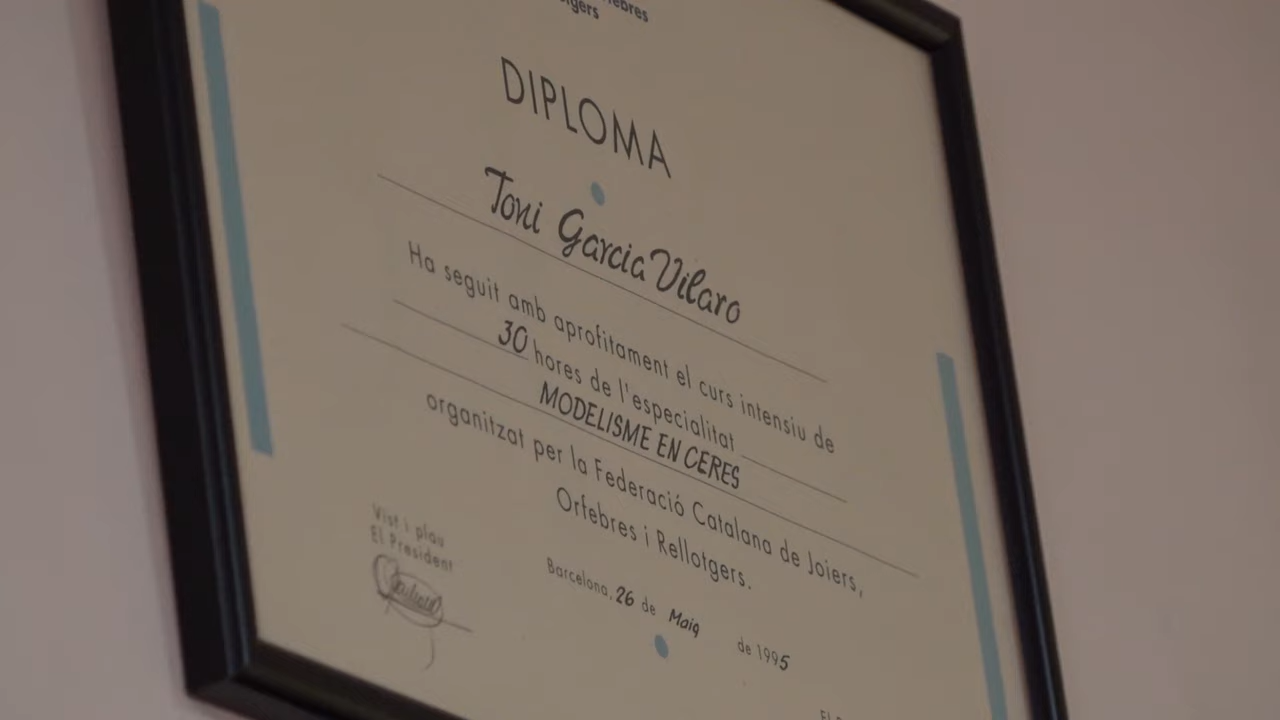 DIPLOMA
Toni Garcia Vilaro
Ha seguit amb aprofitament el curs intensiu de
30 hores de l'especialitat
MODELISME EN CERES
organitzat per la Federació Catalana de Joiers,
Orfebres i Rellotgers.
Barcelona, 26 de Maig de 1995
Vist i plau
El President